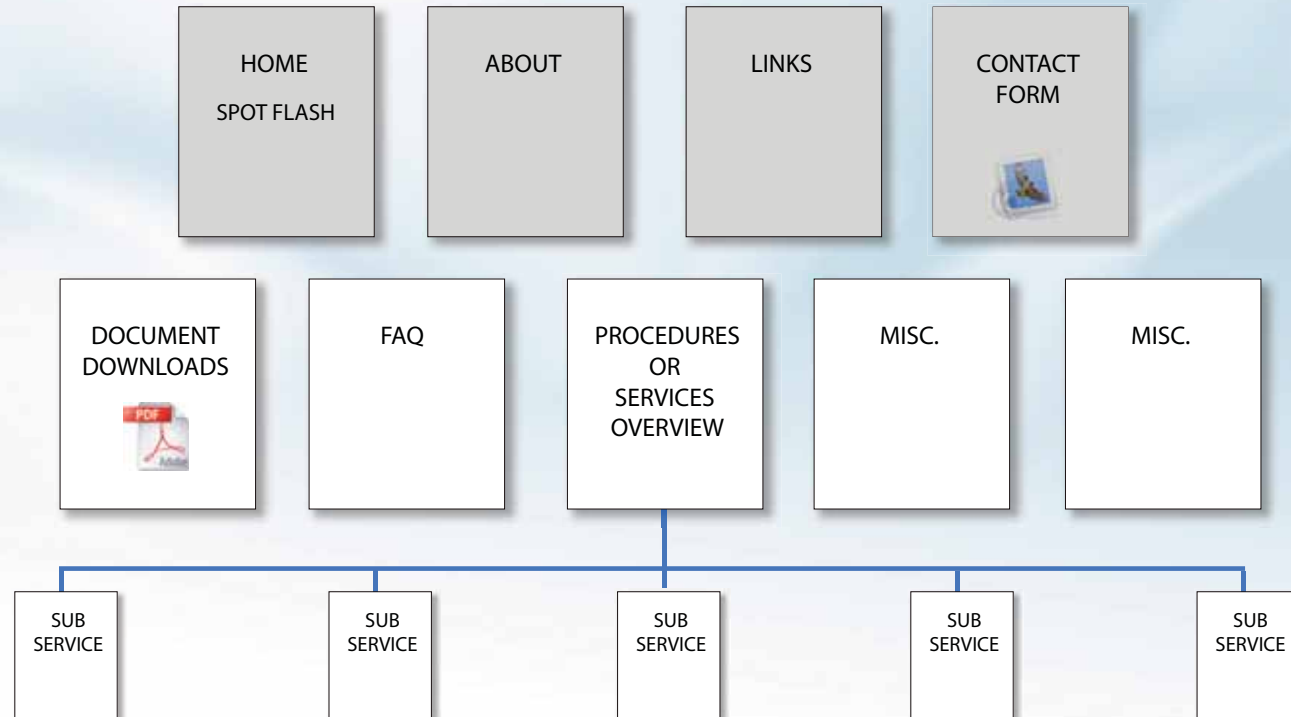 HOME
SPOT FLASH
ABOUT
LINKS
CONTACT
FORM
DOCUMENT
DOWNLOADS
PDF
Adobe
FAQ
PROCEDURES
OR
SERVICES
OVERVIEW
MISC.
MISC.
SUB
SERVICE
SUB
SERVICE
SUB
SERVICE
SUB
SERVICE
SUB
SERVICE